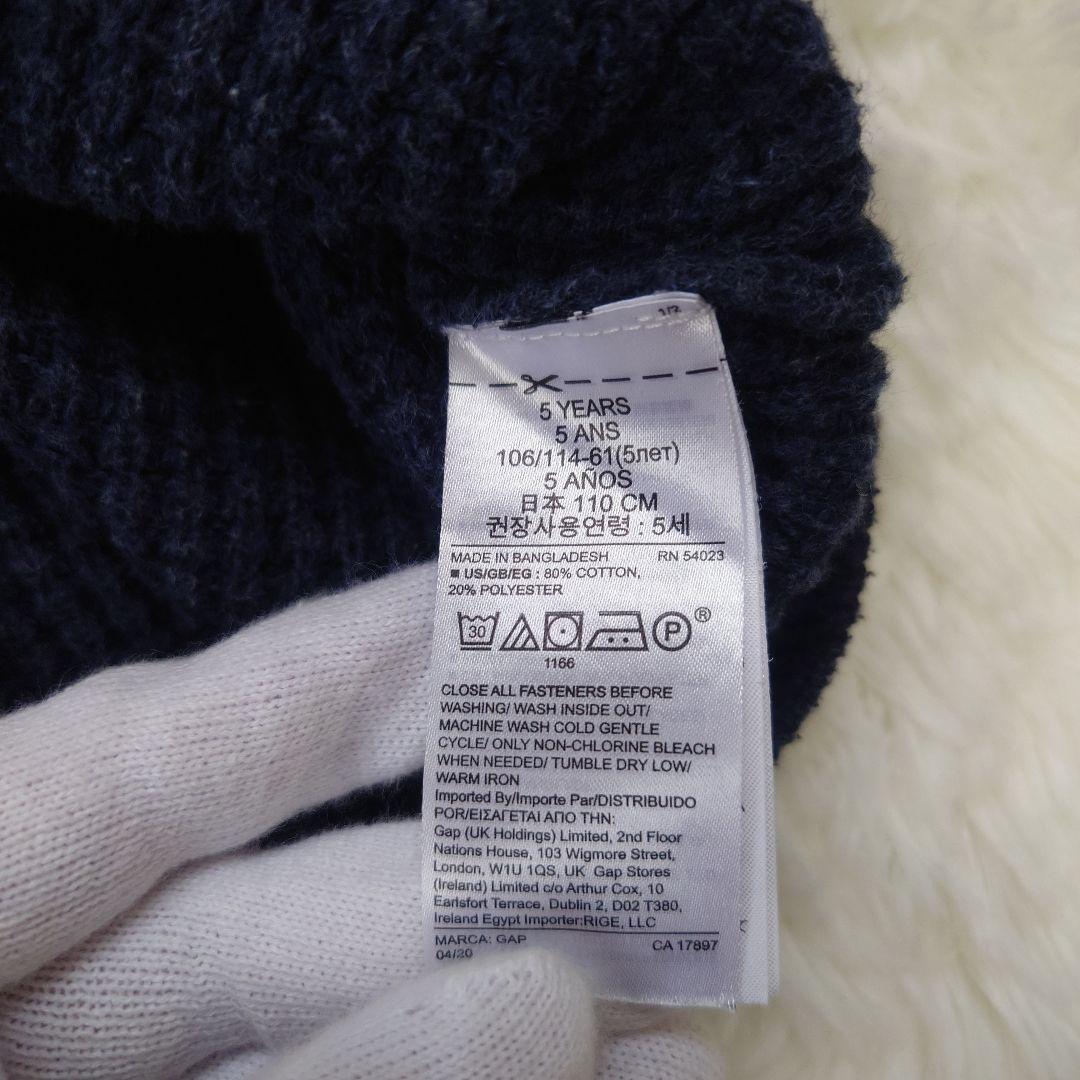 1/2
5 YEARS
5 ANS
106/114-61(5лет)
5 AÑOS
日本 110 CM
권장사용연령 : 5세
MADE IN BANGLADESH RN 54023
■ US/GB/EG : 80% COTTON,
20% POLYESTER
30 P ®
1166
CLOSE ALL FASTENERS BEFORE
WASHING/ WASH INSIDE OUT/
MACHINE WASH COLD GENTLE
CYCLE/ ONLY NON-CHLORINE BLEACH
WHEN NEEDED/ TUMBLE DRY LOW/
WARM IRON
Imported By/Importe Par/DISTRIBUIDO
POR/ΕΙΣΑΓΕΤΑΙ ΑΠΟ ΤΗΝ:
Gap (UK Holdings) Limited, 2nd Floor
Nations House, 103 Wigmore Street,
London, W1U 1QS, UK Gap Stores
(Ireland) Limited c/o Arthur Cox, 10
Earlsfort Terrace, Dublin 2, D02 T380,
Ireland Egypt Importer:RIGE, LLC
MARCA: GAP CA 17897
04/20